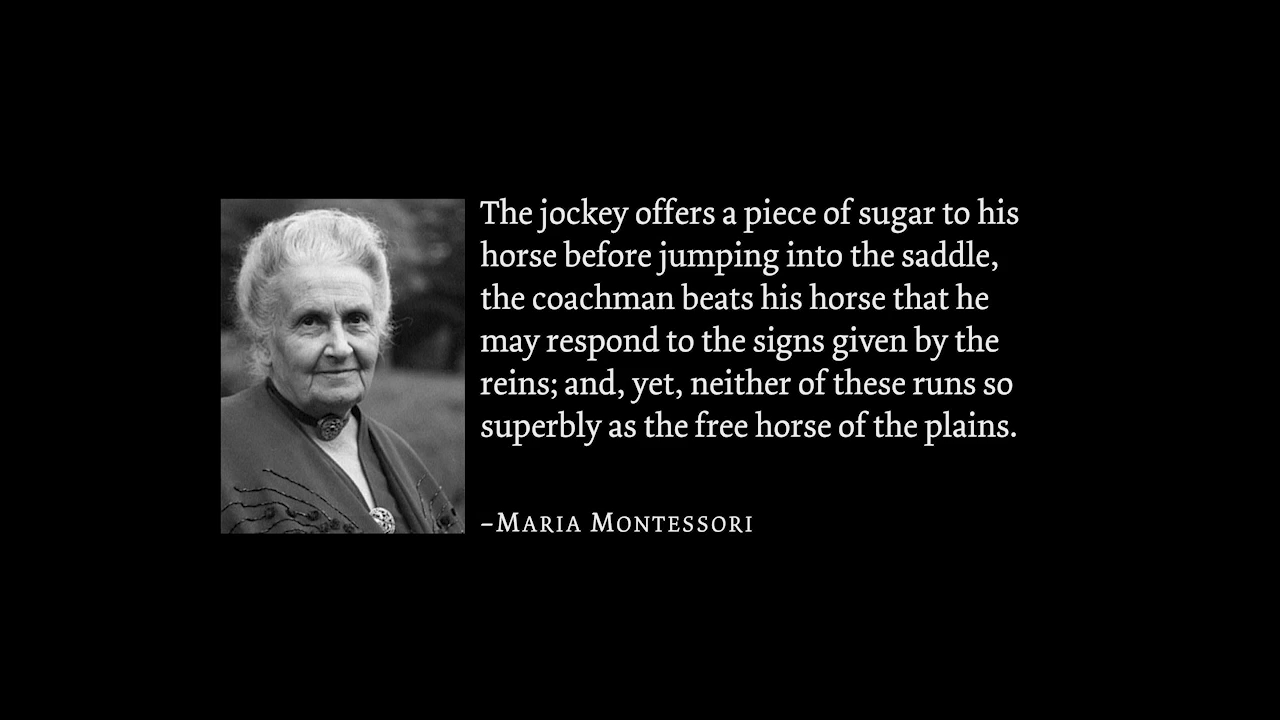 The jockey offers a piece of sugar to his
horse before jumping into the saddle,
the coachman beats his horse that he
may respond to the signs given by the
reins; and, yet, neither of these runs so
superbly as the free horse of the plains.
–Maria Montessori